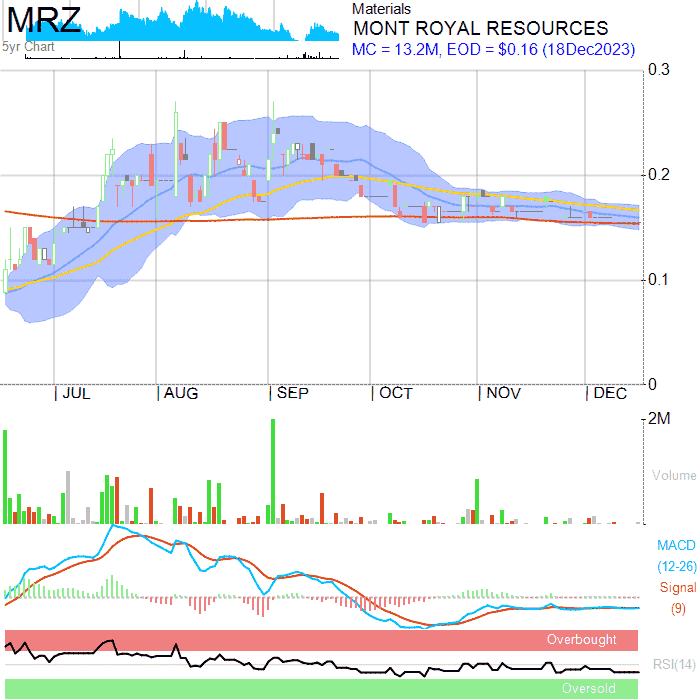 MRZ
5yr Chart
Materials
MONT ROYAL RESOURCES
MC = 13.2M, EOD = $0.16 (18Dec2023)
0.3
0.2
0.1
0
JUL
AUG
SEP
OCT
NOV
DEC
2M
Volume
MACD
(12-26)
Signal
(9)
Overbought
RSI(14)
Oversold